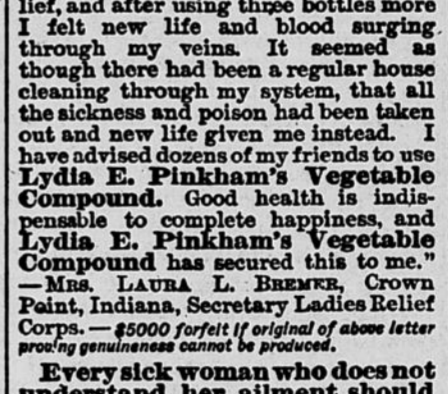 lief, and after using three bottles more
I felt new life and blood surging
through my veins. It seemed as
though there had been a regular house
cleaning through my system, that all
the sickness and poison had been taken
out and new life given me instead. I
have advised dozens of my friends to use
Lydia E. Pinkham's Vegetable
Compound. Good health is indis-
pensable to complete happiness, and
Lydia E. Pinkham's Vegetable
Compound has secured this to me."
—MRS. LAURA L. BREMER, Crown
Point, Indiana, Secretary Ladies Relief
Corps. — $5000 forfeit if original of above letter
proving genuineness cannot be produced.
Every sick woman who does not
understand her ailment should